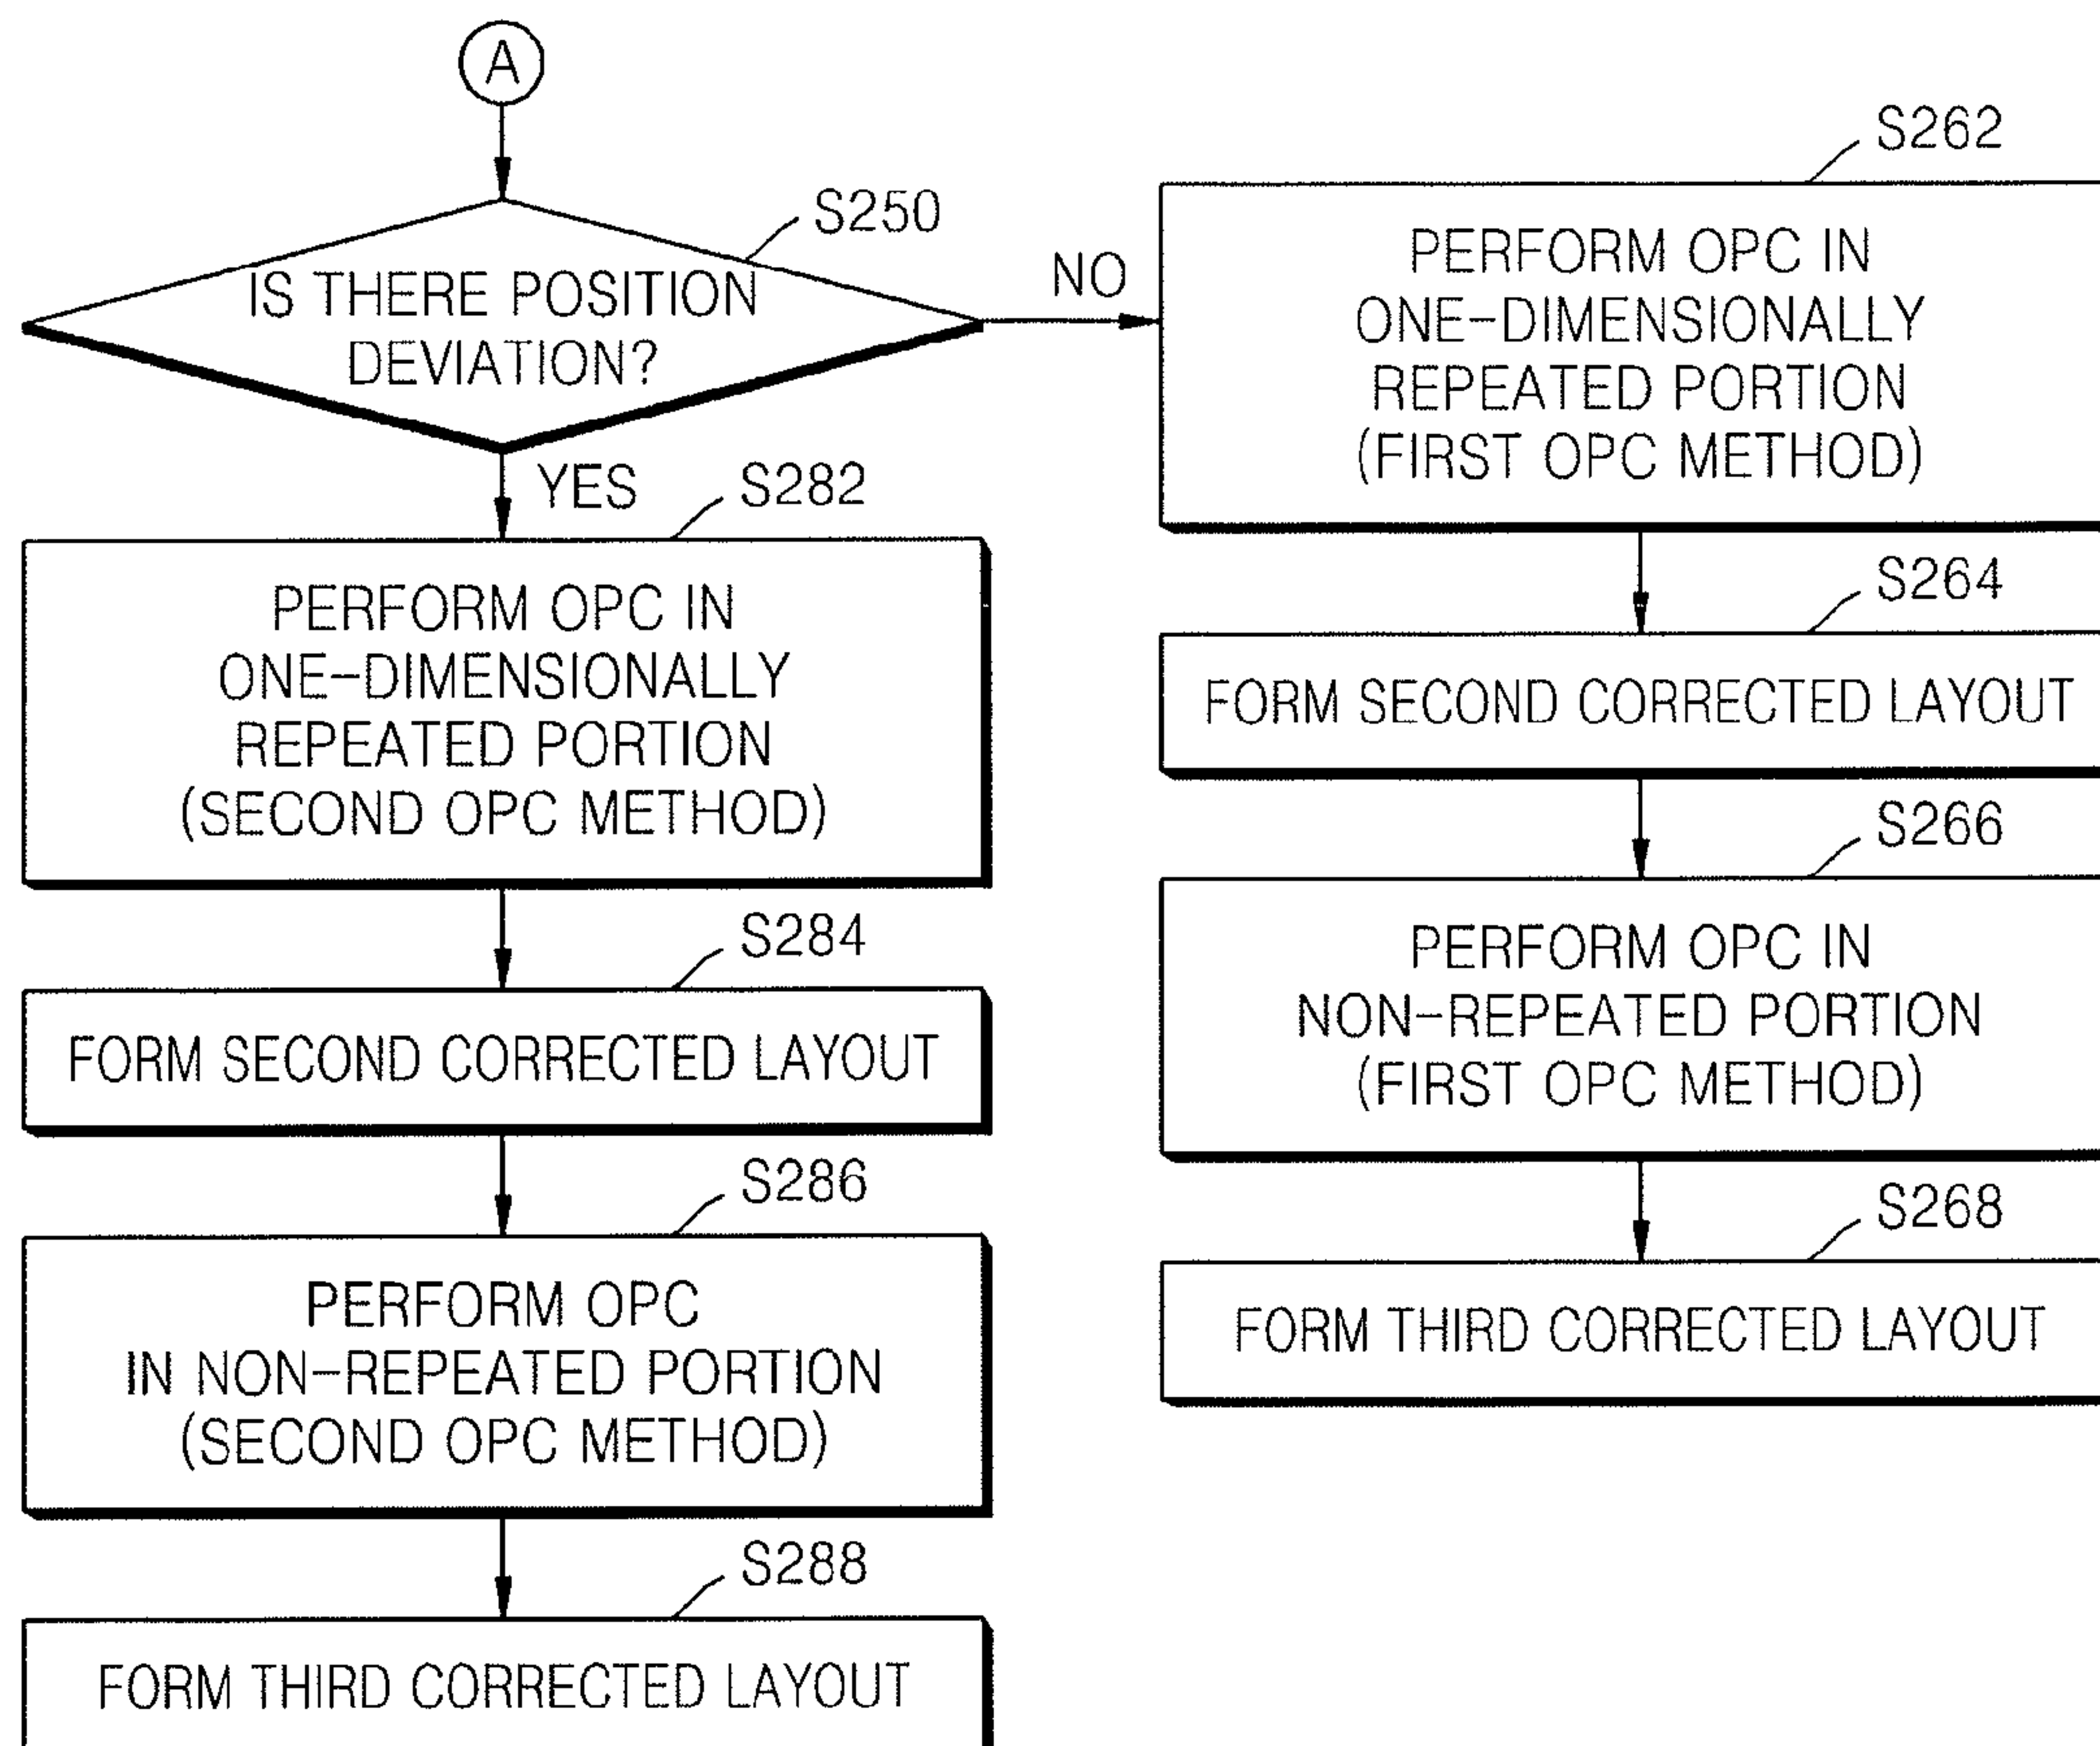 A
S250
IS THERE POSITION
DEVIATION?
NO
YES
S282
PERFORM OPC IN
ONE-DIMENSIONALLY
REPEATED PORTION
(SECOND OPC METHOD)
S284
FORM SECOND CORRECTED LAYOUT
S286
PERFORM OPC
IN NON-REPEATED PORTION
(SECOND OPC METHOD)
S288
FORM THIRD CORRECTED LAYOUT
S262
PERFORM OPC IN
ONE-DIMENSIONALLY
REPEATED PORTION
(FIRST OPC METHOD)
S264
FORM SECOND CORRECTED LAYOUT
S266
PERFORM OPC IN
NON-REPEATED PORTION
(FIRST OPC METHOD)
S268
FORM THIRD CORRECTED LAYOUT